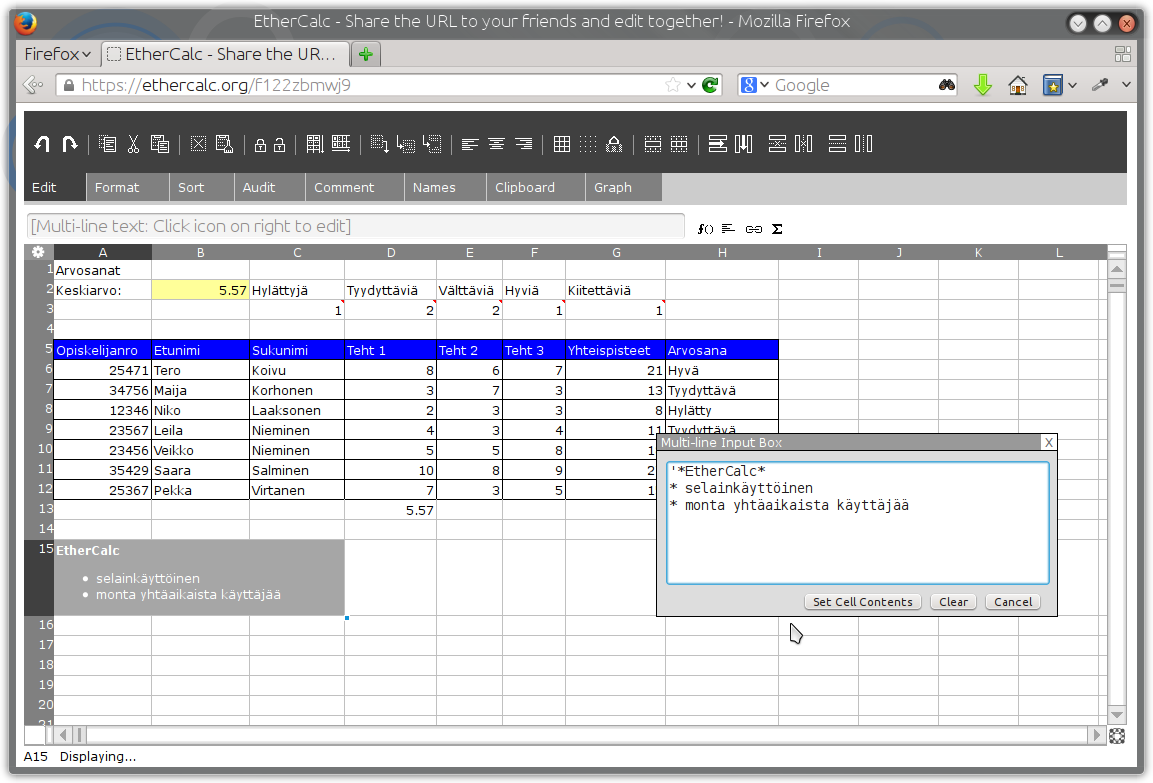 EtherCalc - Share the URL to your friends and edit together! - Mozilla Firefox
Firefox EtherCalc - Share the UR...
https://ethercalc.org/f122zbmwj9 Google
Edit Format Sort Audit Comment Names Clipboard Graph
[Multi-line text: Click icon on right to edit] f() Σ
A B C D E F G H I J K L
1 Arvosanat
2 Keskiarvo: 5.57 Hylättyjä Tyydyttäviä Välttäviä Hyviä Kiitettäviä
3 1 2 2 1 1
4
5 Opiskelijanro Etunimi Sukunimi Teht 1 Teht 2 Teht 3 Yhteispisteet Arvosana
6 25471 Tero Koivu 8 6 7 21 Hyvä
7 34756 Maija Korhonen 3 7 3 13 Tyydyttävä
8 12346 Niko Laaksonen 2 3 3 8 Hylätty
9 23567 Leila Nieminen 4 3 4 11 Tyydyttävä
10 23456 Veikko Nieminen 5 5 8 1
11 35429 Saara Salminen 10 8 9 2
12 25367 Pekka Virtanen 7 3 5 1
13 5.57
14
15 EtherCalc
• selainkäyttöinen
• monta yhtäaikaista käyttäjää
Multi-line Input Box X
'*EtherCalc*
* selainkäyttöinen
* monta yhtäaikaista käyttäjää
Set Cell Contents Clear Cancel
16
17
18
19
20
21
A15 Displaying...